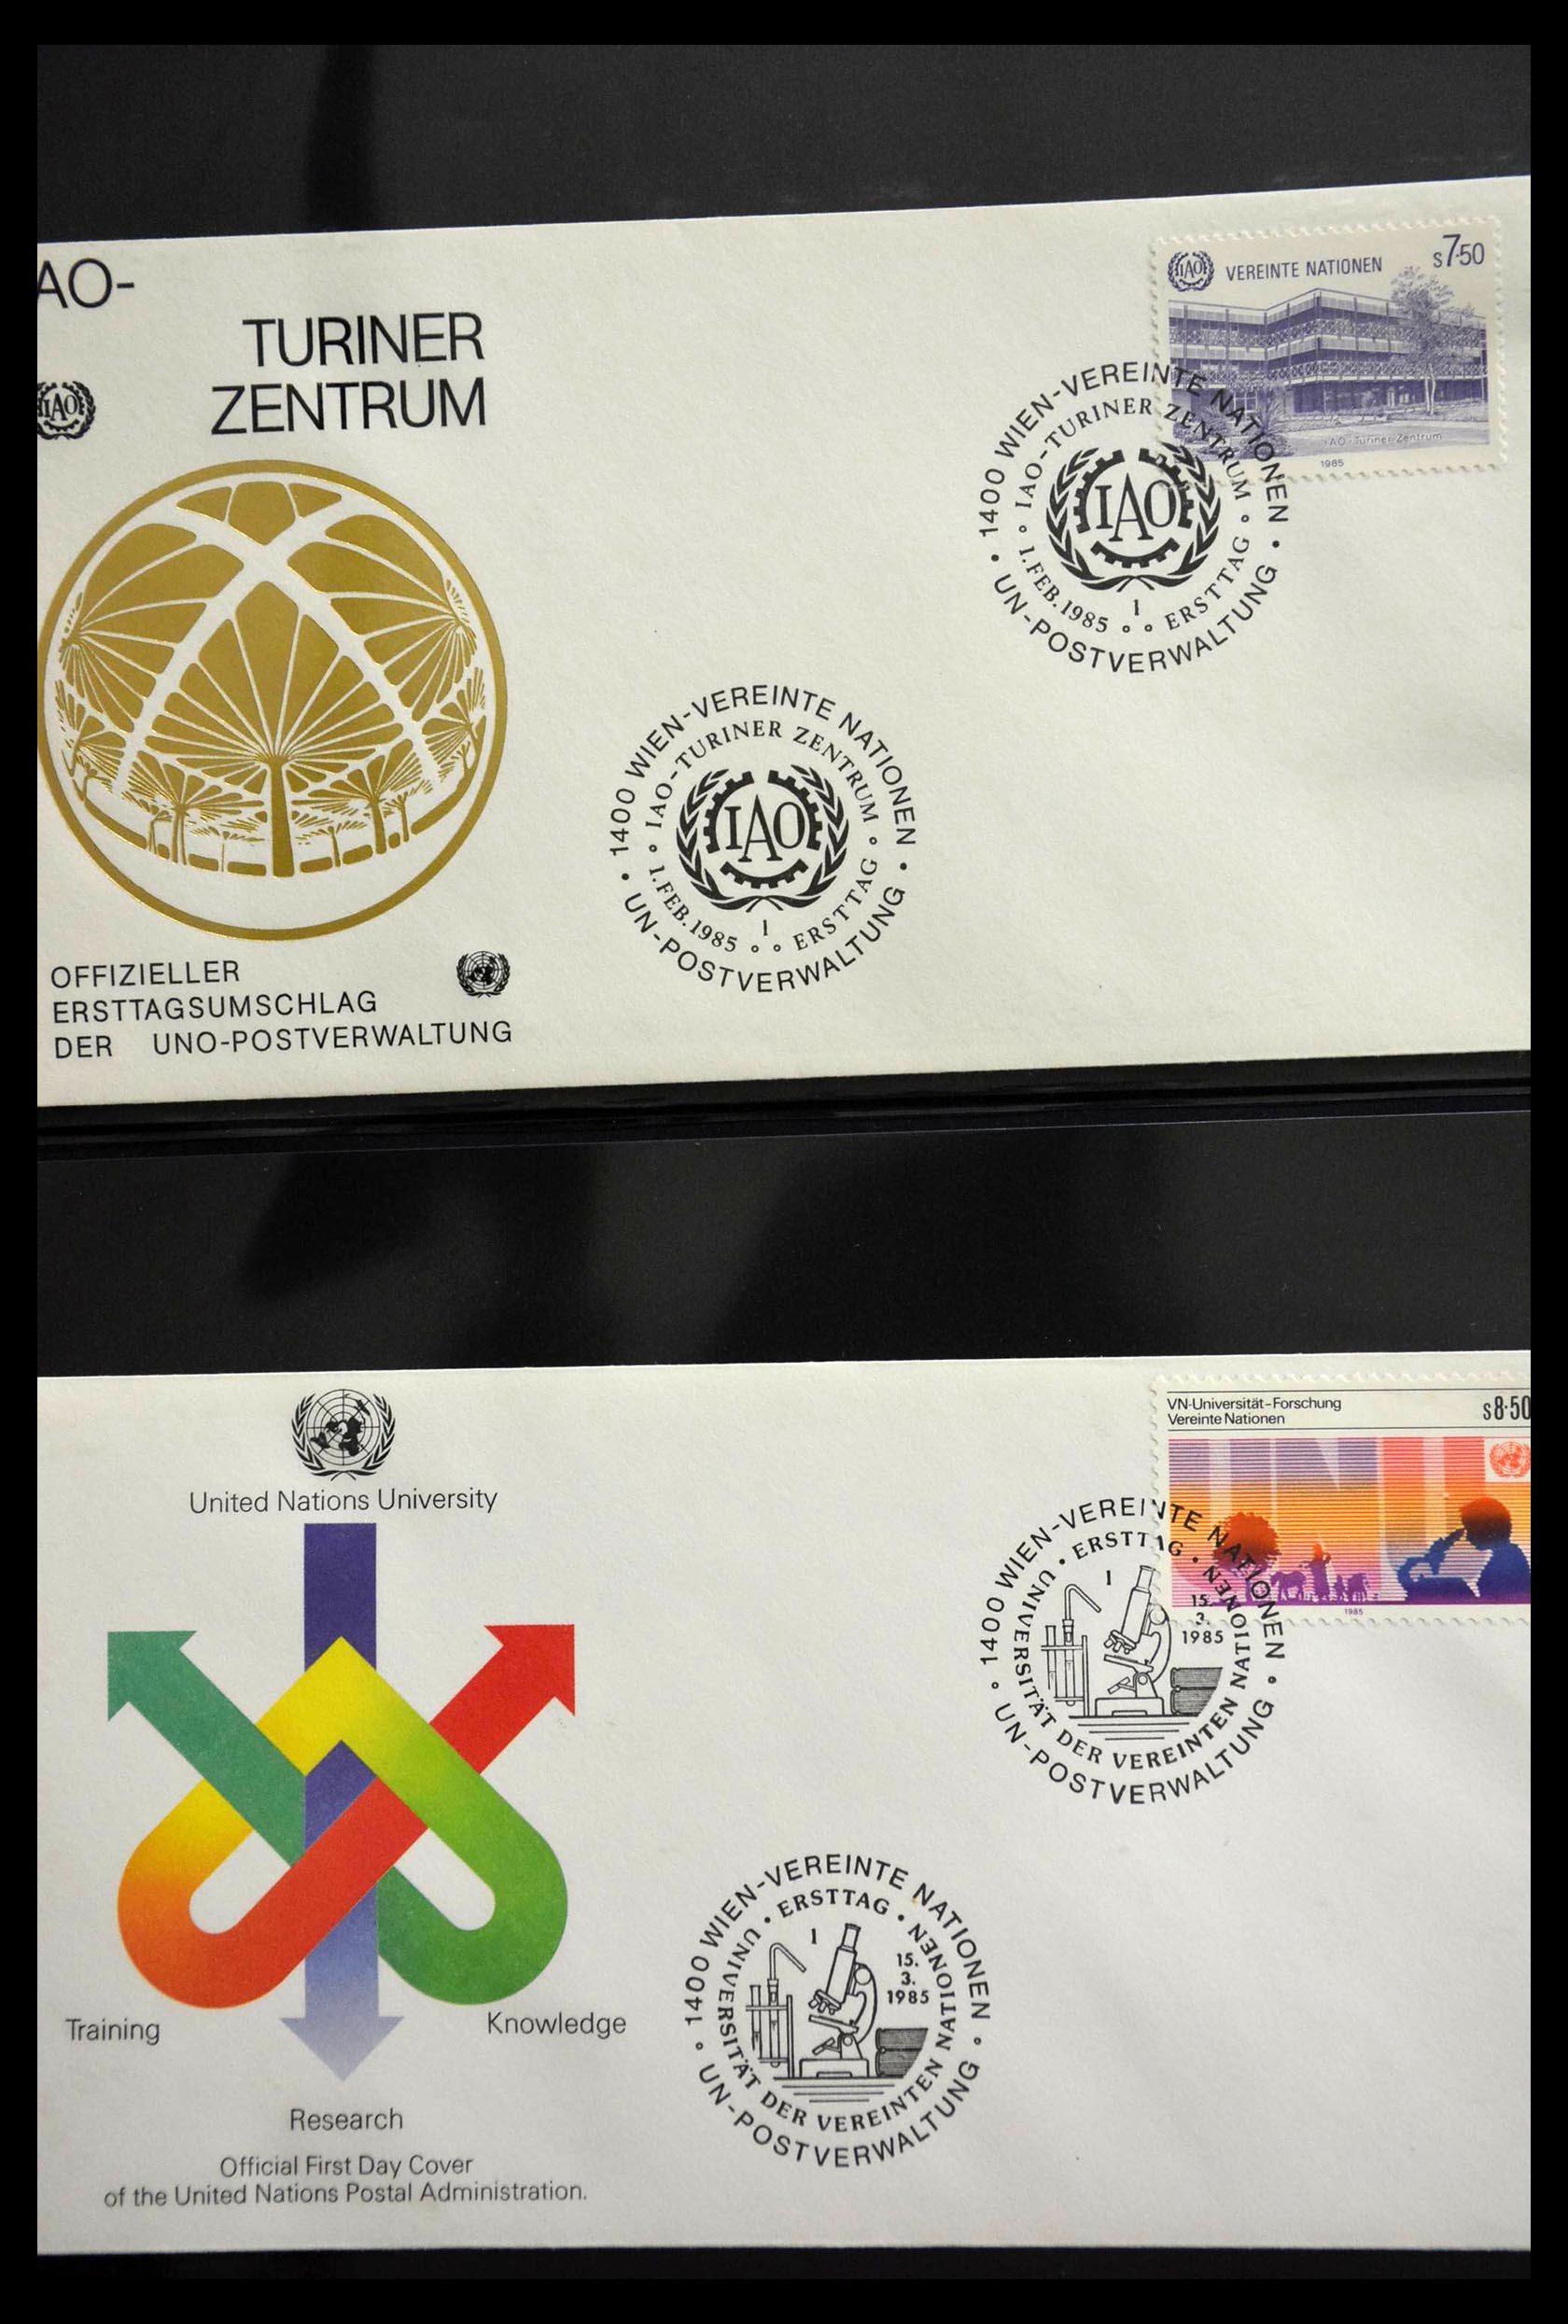 AO-
TURINER
ZENTRUM
IAO
OFFIZIELLER
ERSTTAGSUMSCHLAG
DER UNO-POSTVERWALTUNG
1400 WIEN-VEREINTE NATIONEN
IAO-TURINER ZENTRUM
IAO
1
1.FEB.1985 ERSTTAG
UN-POSTVERWALTUNG
IAO VEREINTE NATIONEN s7·50
IAO-Turiner Zentrum
1985
1400 WIEN-VEREINTE NATIONEN
IAO-TURINER ZENTRUM
IAO
1
1.FEB.1985 ERSTTAG
UN-POSTVERWALTUNG
United Nations University
Training
Knowledge
Research
Official First Day Cover
of the United Nations Postal Administration.
VN-Universität-Forschung
Vereinte Nationen
s8·50
UNU
1985
1400 WIEN-VEREINTE NATIONEN
ERSTTAG
1
15.
3.
1985
UNIVERSITÄT DER VEREINTEN NATIONEN
UN-POSTVERWALTUNG
1400 WIEN-VEREINTE NATIONEN
ERSTTAG
1
15.
3.
1985
UNIVERSITÄT DER VEREINTEN NATIONEN
UN-POSTVERWALTUNG